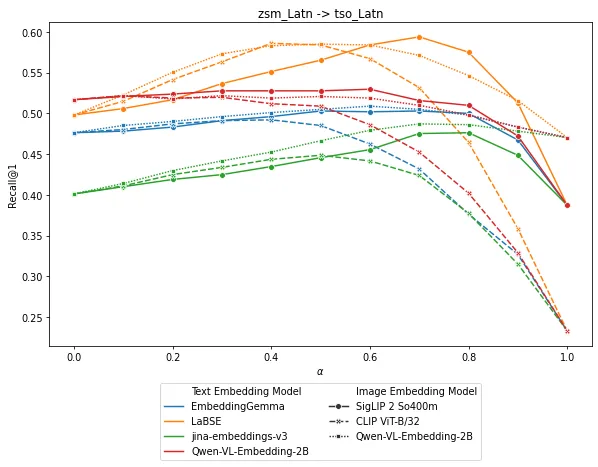 zsm_Latn -> tso_Latn
Recall@1
0.60
0.55
0.50
0.45
0.40
0.35
0.30
0.25
0.0 0.2 0.4 0.6 0.8 1.0
α
Text Embedding Model Image Embedding Model
EmbeddingGemma SigLIP 2 So400m
LaBSE CLIP ViT-B/32
jina-embeddings-v3 Qwen-VL-Embedding-2B
Qwen-VL-Embedding-2B